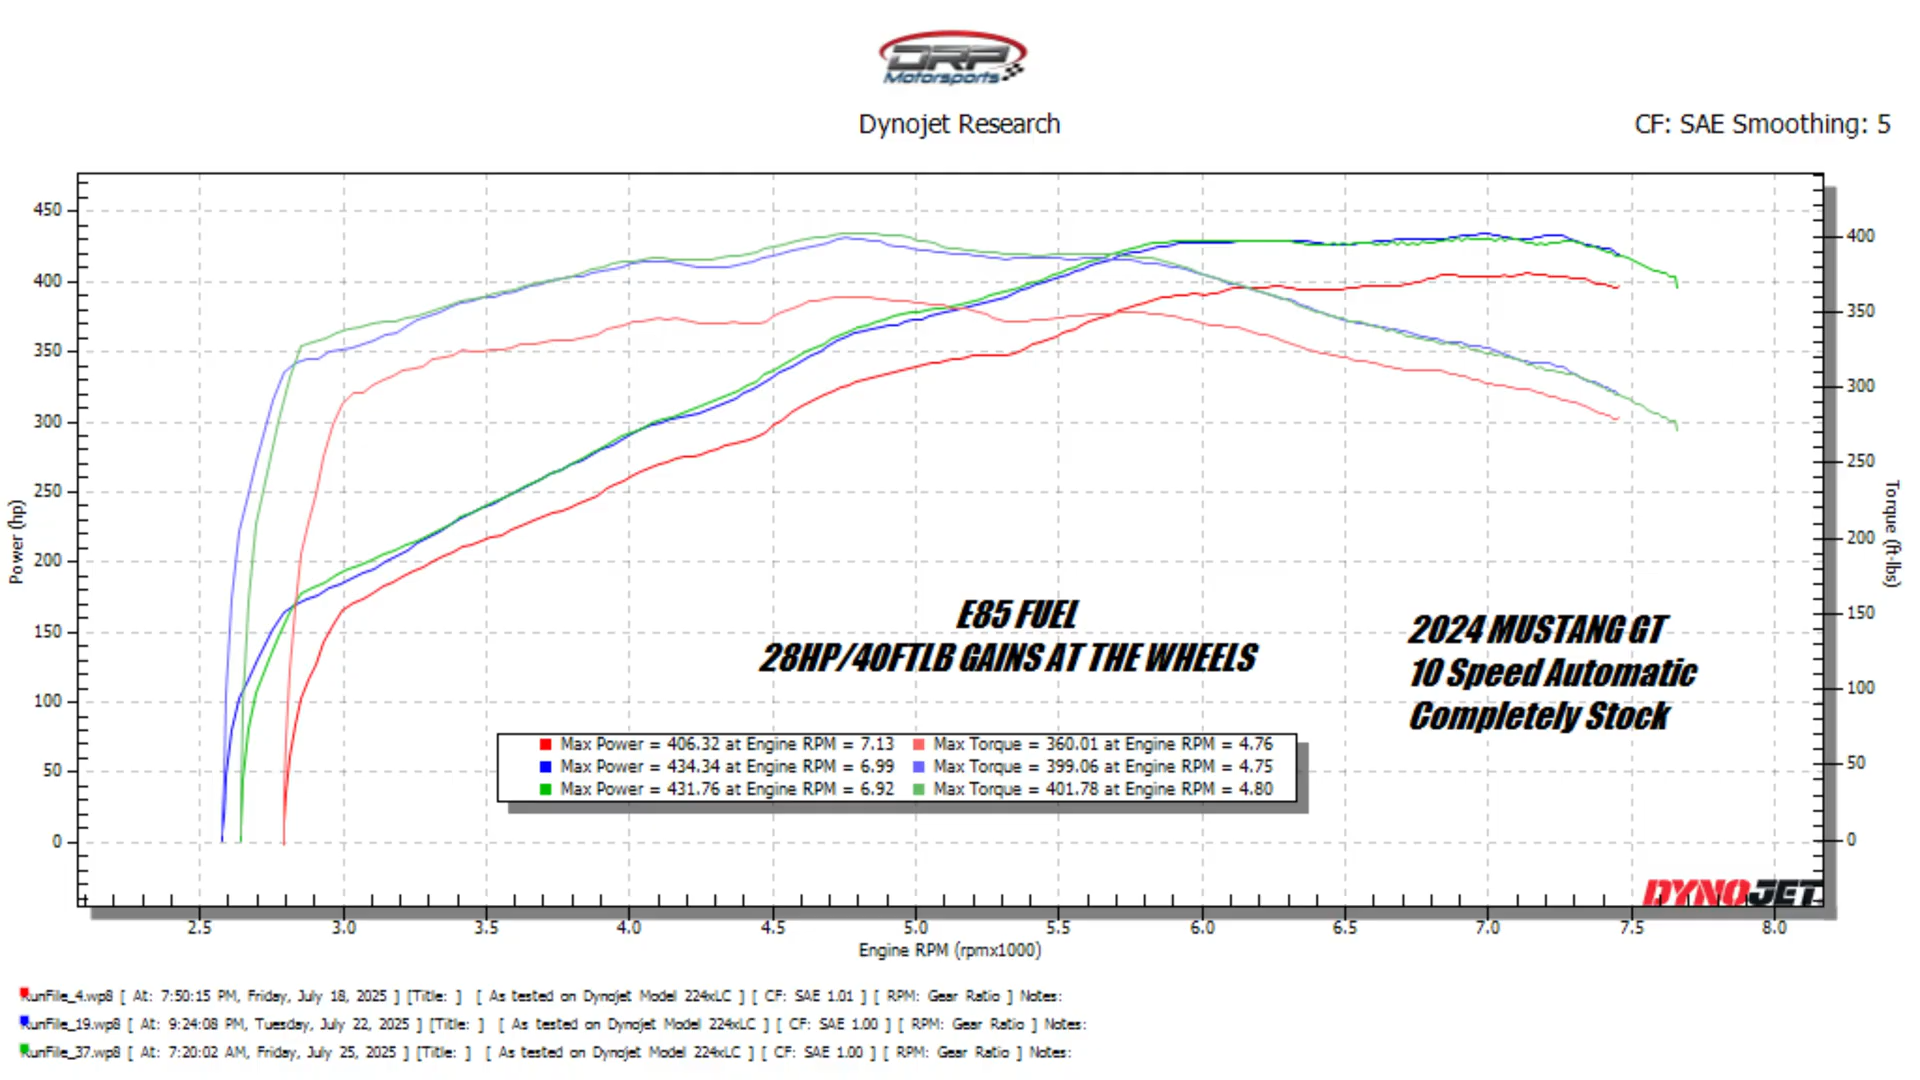 DRP
Motorsports
Dynojet Research
CF: SAE Smoothing: 5
450
400
350
300
250
200
150
100
50
0
Power (hp)
400
350
300
250
200
150
100
50
0
Torque (ft-lbs)
E85 FUEL
28HP/40FTLB GAINS AT THE WHEELS
2024 MUSTANG GT
10 Speed Automatic
Completely Stock
Max Power = 406.32 at Engine RPM = 7.13 Max Torque = 360.01 at Engine RPM = 4.76
Max Power = 434.34 at Engine RPM = 6.99 Max Torque = 399.06 at Engine RPM = 4.75
Max Power = 431.76 at Engine RPM = 6.92 Max Torque = 401.78 at Engine RPM = 4.80
DYNOJET
2.5 3.0 3.5 4.0 4.5 5.0 5.5 6.0 6.5 7.0 7.5 8.0
Engine RPM (rpmx1000)
RunFile_4.wp8 [ At: 7:50:15 PM, Friday, July 18, 2025 ] [Title: ] [ As tested on Dynojet Model 224xLC ] [ CF: SAE 1.01 ] [ RPM: Gear Ratio ] Notes:
RunFile_19.wp8 [ At: 9:24:08 PM, Tuesday, July 22, 2025 ] [Title: ] [ As tested on Dynojet Model 224xLC ] [ CF: SAE 1.00 ] [ RPM: Gear Ratio ] Notes:
RunFile_37.wp8 [ At: 7:20:02 AM, Friday, July 25, 2025 ] [Title: ] [ As tested on Dynojet Model 224xLC ] [ CF: SAE 1.00 ] [ RPM: Gear Ratio ] Notes: